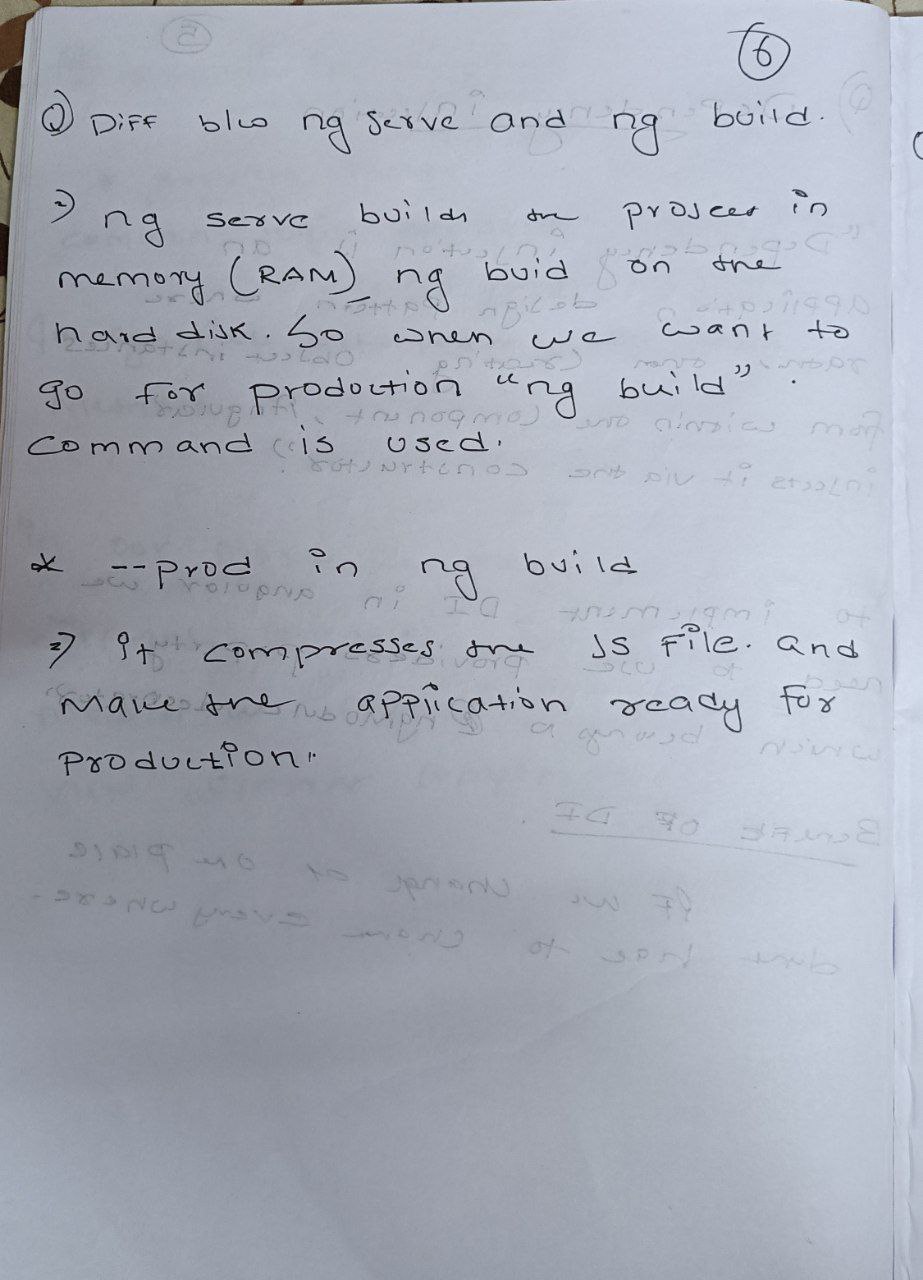 6
Q) Diff b/w ng serve and ng build.
=) ng serve build the project in
memory (RAM) ng buid on the
hard disk. So when we want to
go for production "ng build".
Command is used.
* --prod in ng build
=) It compresses the JS File. and
Make the application ready for
Production.